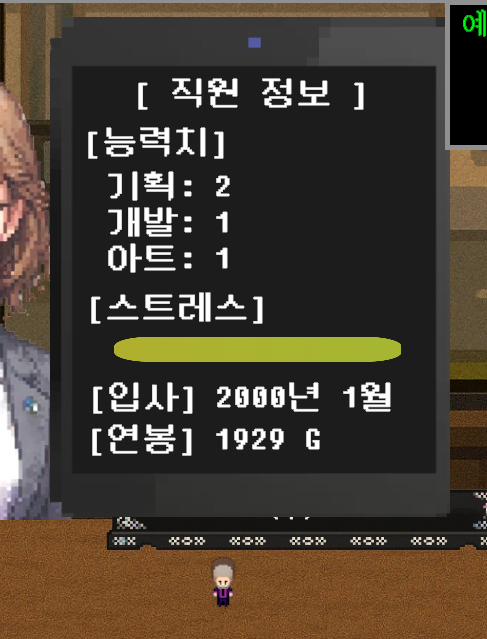 [ 직원 정보 ]
[능력치]
기획: 2
개발: 1
아트: 1
[스트레스]
[입사] 2000년 1월
[연봉] 1929 G
예